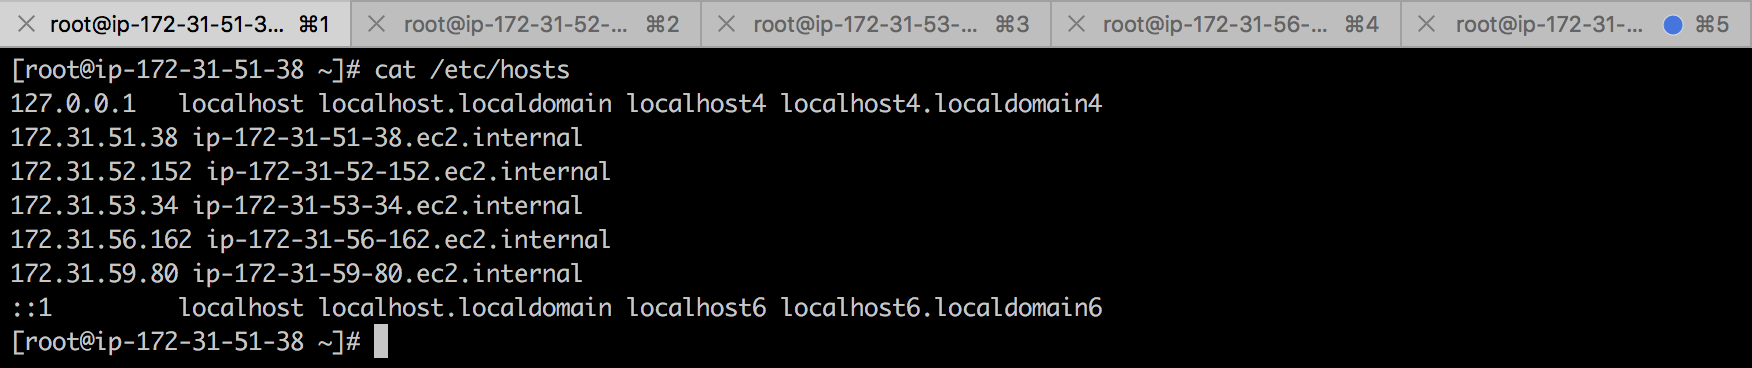 root@ip-172-31-51-3... ⌘1
root@ip-172-31-52-... ⌘2
root@ip-172-31-53-... ⌘3
root@ip-172-31-56-... ⌘4
root@ip-172-31-... ⌘5
[root@ip-172-31-51-38 ~]# cat /etc/hosts
127.0.0.1   localhost localhost.localdomain localhost4 localhost4.localdomain4
172.31.51.38 ip-172-31-51-38.ec2.internal
172.31.52.152 ip-172-31-52-152.ec2.internal
172.31.53.34 ip-172-31-53-34.ec2.internal
172.31.56.162 ip-172-31-56-162.ec2.internal
172.31.59.80 ip-172-31-59-80.ec2.internal
::1         localhost localhost.localdomain localhost6 localhost6.localdomain6
[root@ip-172-31-51-38 ~]#